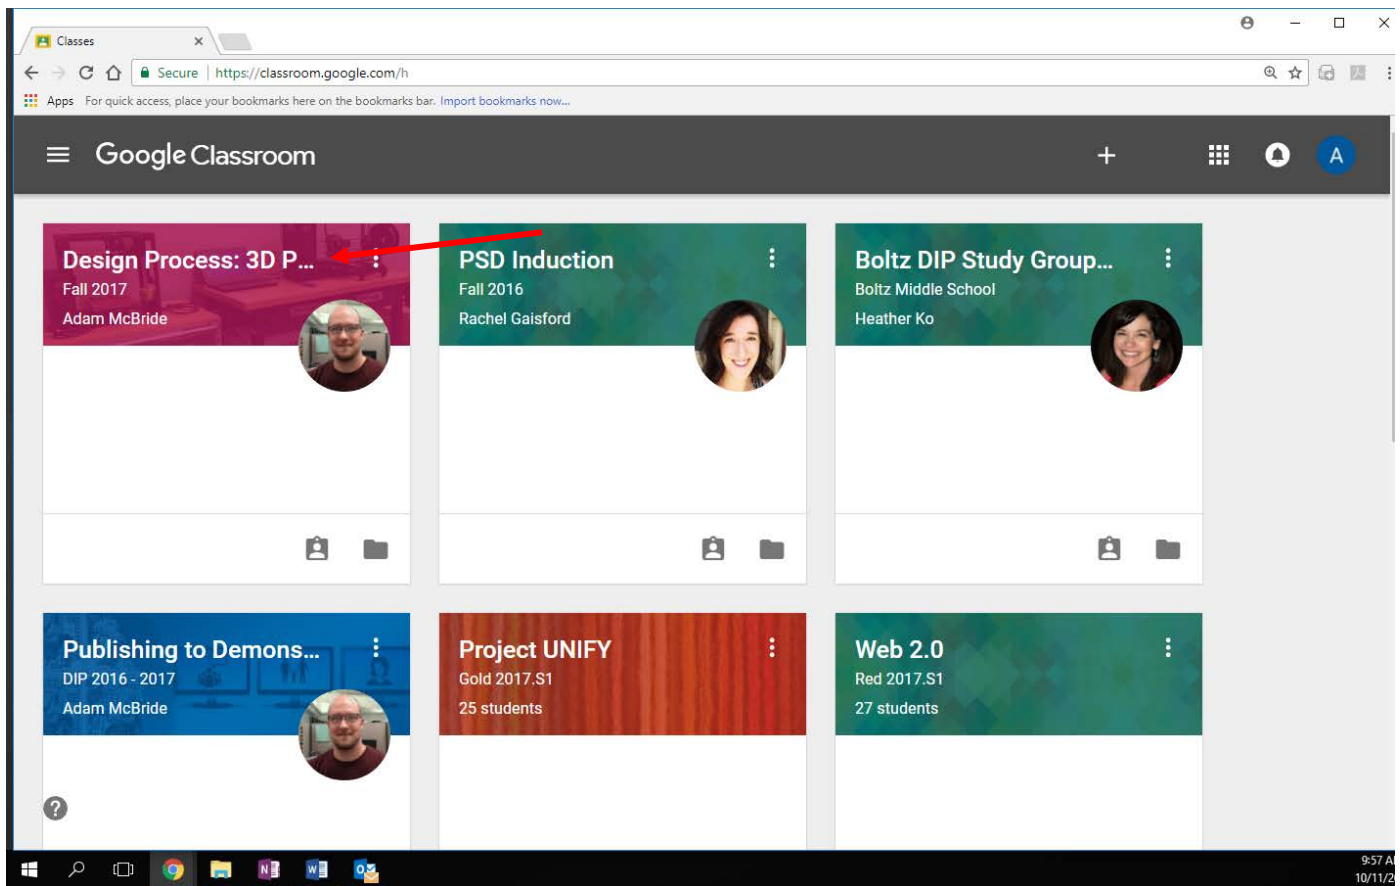 Classes
Secure | https://classroom.google.com/h
Apps For quick access, place your bookmarks here on the bookmarks bar. Import bookmarks now...
Google Classroom
A
Design Process: 3D P...
Fall 2017
Adam McBride
PSD Induction
Fall 2016
Rachel Gaisford
Boltz DIP Study Group...
Boltz Middle School
Heather Ko
Publishing to Demons...
DIP 2016 - 2017
Adam McBride
Project UNIFY
Gold 2017.S1
25 students
Web 2.0
Red 2017.S1
27 students
?
9:57 A
10/11/2